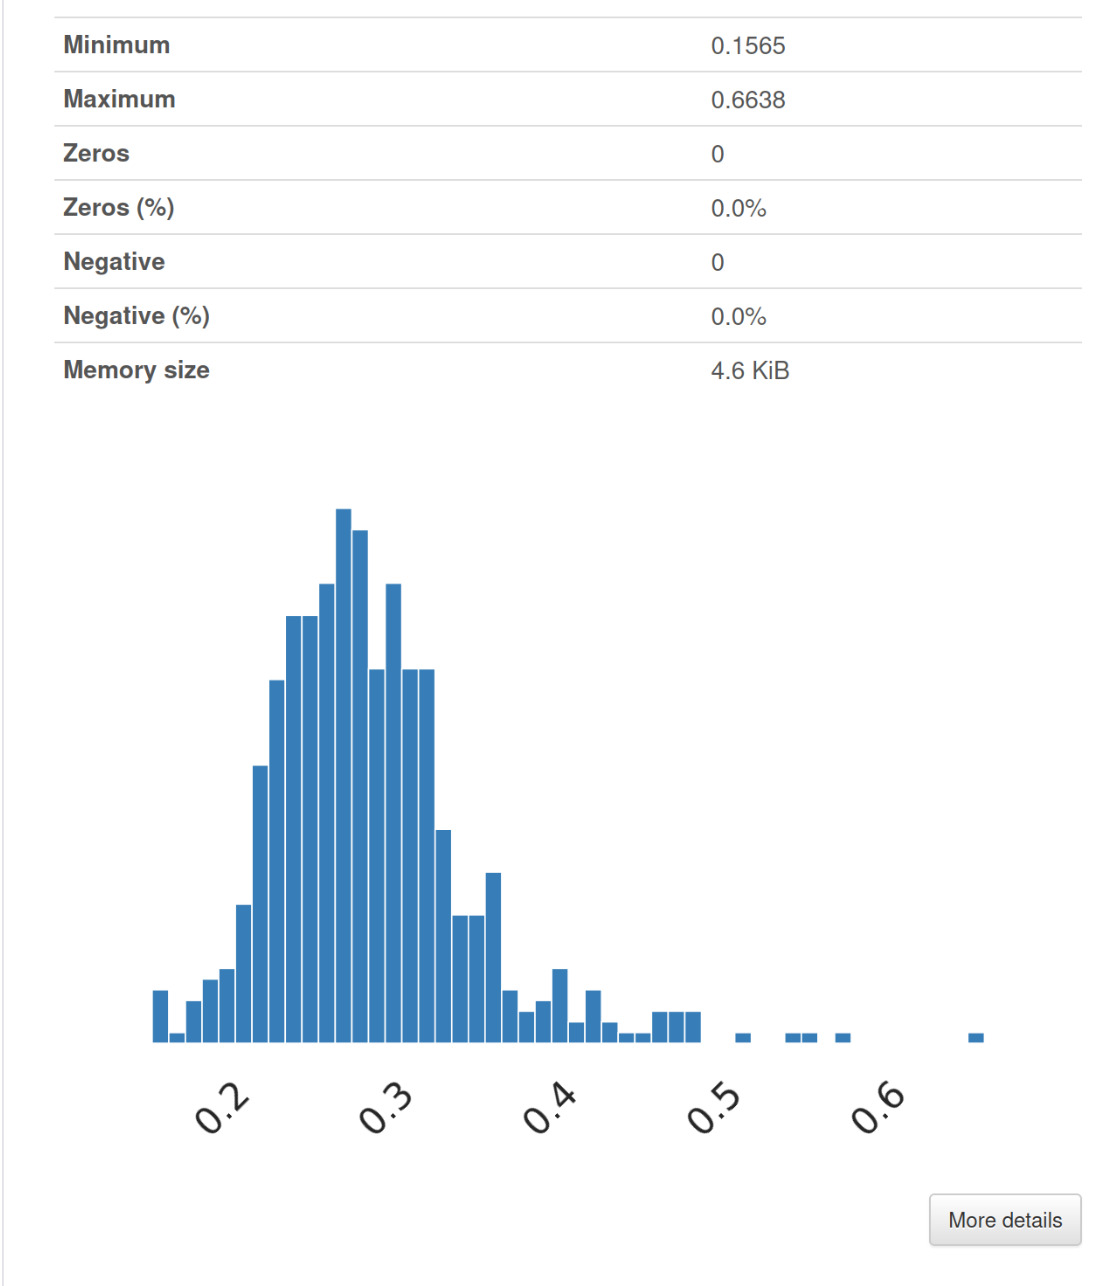 Minimum 0.1565
Maximum 0.6638
Zeros 0
Zeros (%) 0.0%
Negative 0
Negative (%) 0.0%
Memory size 4.6 KiB
0.2 0.3 0.4 0.5 0.6
More details